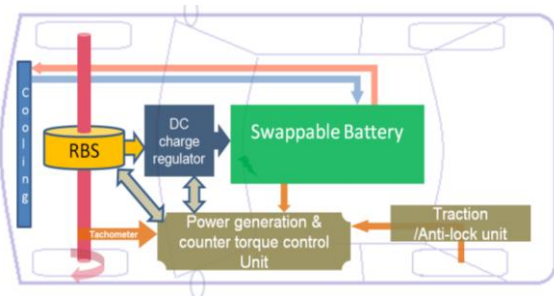 Cooling
RBS
DC
charge
regulator
Swappable Battery
Tachometer
Power generation &
counter torque control
Unit
Traction
/Anti-lock unit